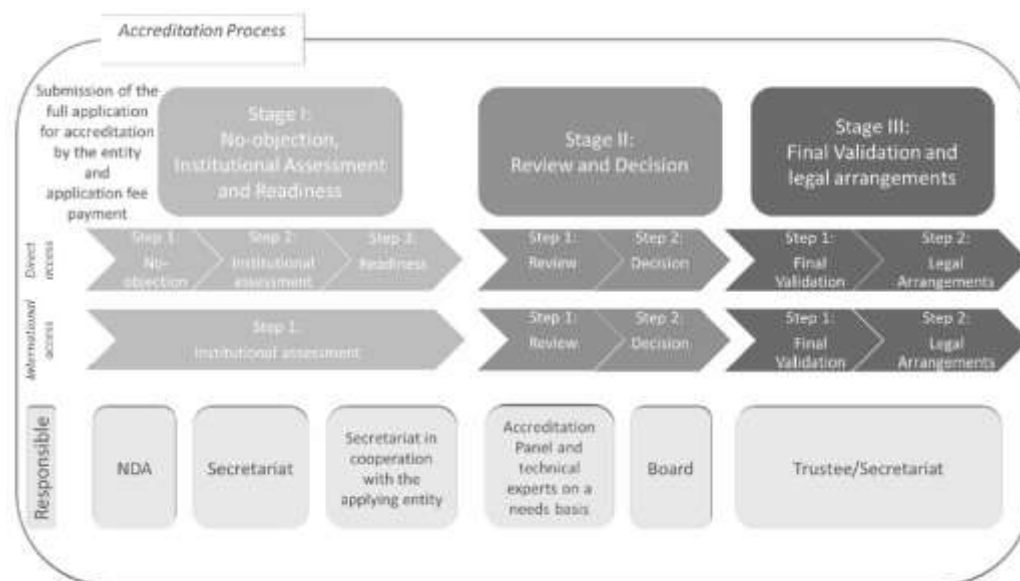 Accreditation Process
Submission of the
full application
for accreditation
by the entity
and
application fee
payment
Stage I:
No-objection,
Institutional Assessment
and Readiness
Stage II:
Review and Decision
Stage III:
Final Validation and
legal arrangements
Direct
access
Step 1:
No-
objection
Step 2:
Institutional
assessment
Step 3:
Readiness
Step 1:
Review
Step 2:
Decision
Step 1:
Final
Validation
Step 2:
Legal
Arrangements
International
access
Step 1:
Institutional assessment
Step 1:
Review
Step 2:
Decision
Step 1:
Final
Validation
Step 2:
Legal
Arrangements
Responsible
NDA
Secretariat
Secretariat in
cooperation
with the
applying entity
Accreditation
Panel and
technical
experts on a
needs basis
Board
Trustee/Secretariat